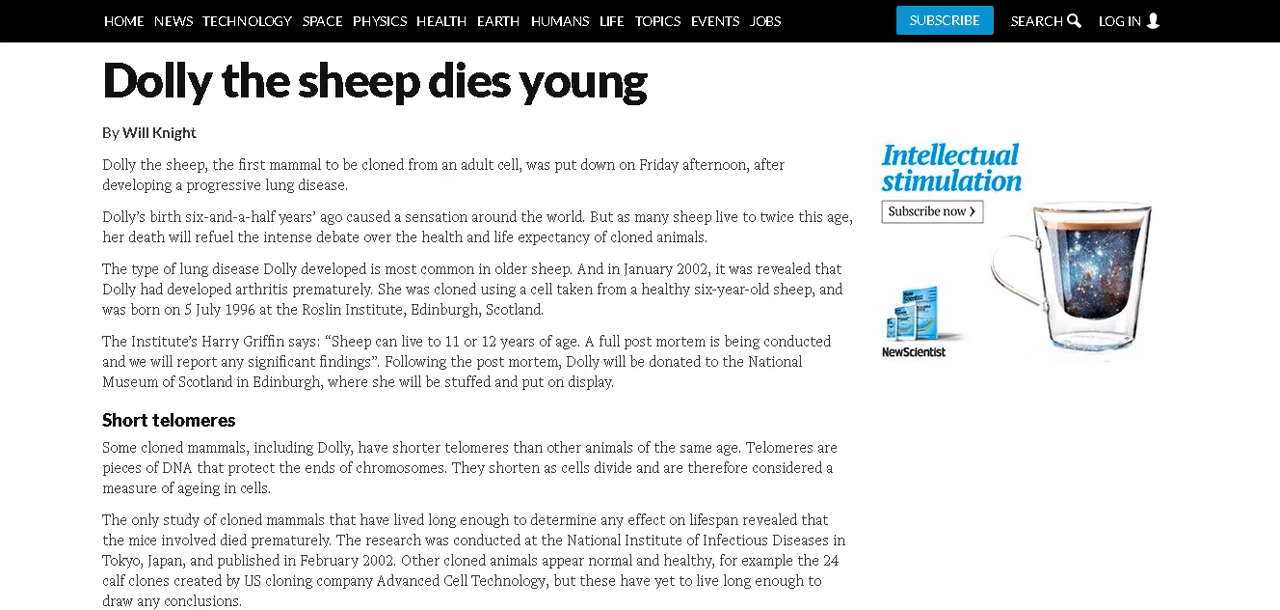 HOME NEWS TECHNOLOGY SPACE PHYSICS HEALTH EARTH HUMANS LIFE TOPICS EVENTS JOBS SUBSCRIBE SEARCH LOG IN
Dolly the sheep dies young
By Will Knight
Dolly the sheep, the first mammal to be cloned from an adult cell, was put down on Friday afternoon, after
developing a progressive lung disease.
Dolly’s birth six-and-a-half years’ ago caused a sensation around the world. But as many sheep live to twice this age,
her death will refuel the intense debate over the health and life expectancy of cloned animals.
The type of lung disease Dolly developed is most common in older sheep. And in January 2002, it was revealed that
Dolly had developed arthritis prematurely. She was cloned using a cell taken from a healthy six-year-old sheep, and
was born on 5 July 1996 at the Roslin Institute, Edinburgh, Scotland.
The Institute’s Harry Griffin says: “Sheep can live to 11 or 12 years of age. A full post mortem is being conducted
and we will report any significant findings”. Following the post mortem, Dolly will be donated to the National
Museum of Scotland in Edinburgh, where she will be stuffed and put on display.
Short telomeres
Some cloned mammals, including Dolly, have shorter telomeres than other animals of the same age. Telomeres are
pieces of DNA that protect the ends of chromosomes. They shorten as cells divide and are therefore considered a
measure of ageing in cells.
The only study of cloned mammals that have lived long enough to determine any effect on lifespan revealed that
the mice involved died prematurely. The research was conducted at the National Institute of Infectious Diseases in
Tokyo, Japan, and published in February 2002. Other cloned animals appear normal and healthy, for example the 24
calf clones created by US cloning company Advanced Cell Technology, but these have yet to live long enough to
draw any conclusions.
Intellectual
stimulation
Subscribe now >
New
Scientist
NewScientist